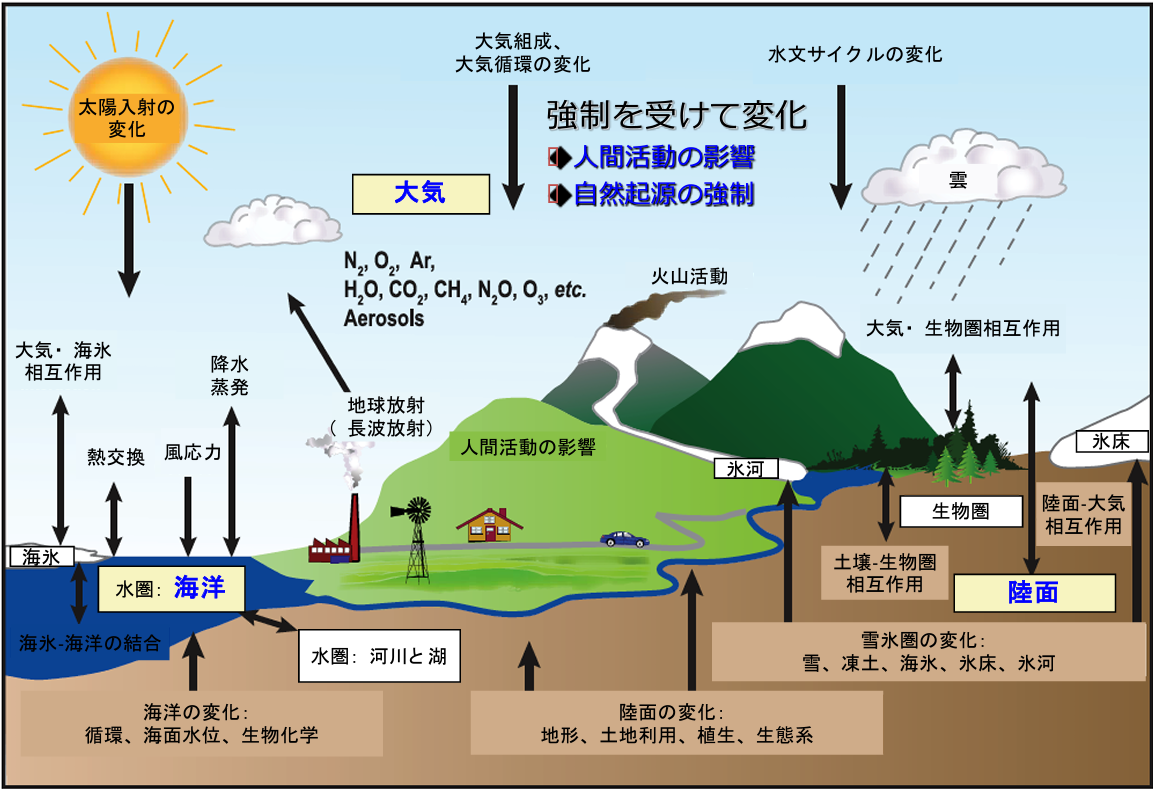 太陽入射の
変化
大気組成、
大気循環の変化
水文サイクルの変化
強制を受けて変化
人間活動の影響
自然起源の強制
大気
雲
N₂, O₂, Ar,
H₂O, CO₂, CH₄, N₂O, O₃, etc.
Aerosols
火山活動
大気・海氷
相互作用
降水
蒸発
大気・生物圏相互作用
地球放射
(長波放射)
熱交換
風応力
人間活動の影響
氷河
氷床
海氷
生物圏
陸面-大気
相互作用
土壌-生物圏
相互作用
水圏: 海洋
陸面
海氷-海洋の結合
水圏: 河川と湖
雪氷圏の変化:
雪、凍土、海氷、氷床、氷河
海洋の変化:
循環、海面水位、生物化学
陸面の変化:
地形、土地利用、植生、生態系